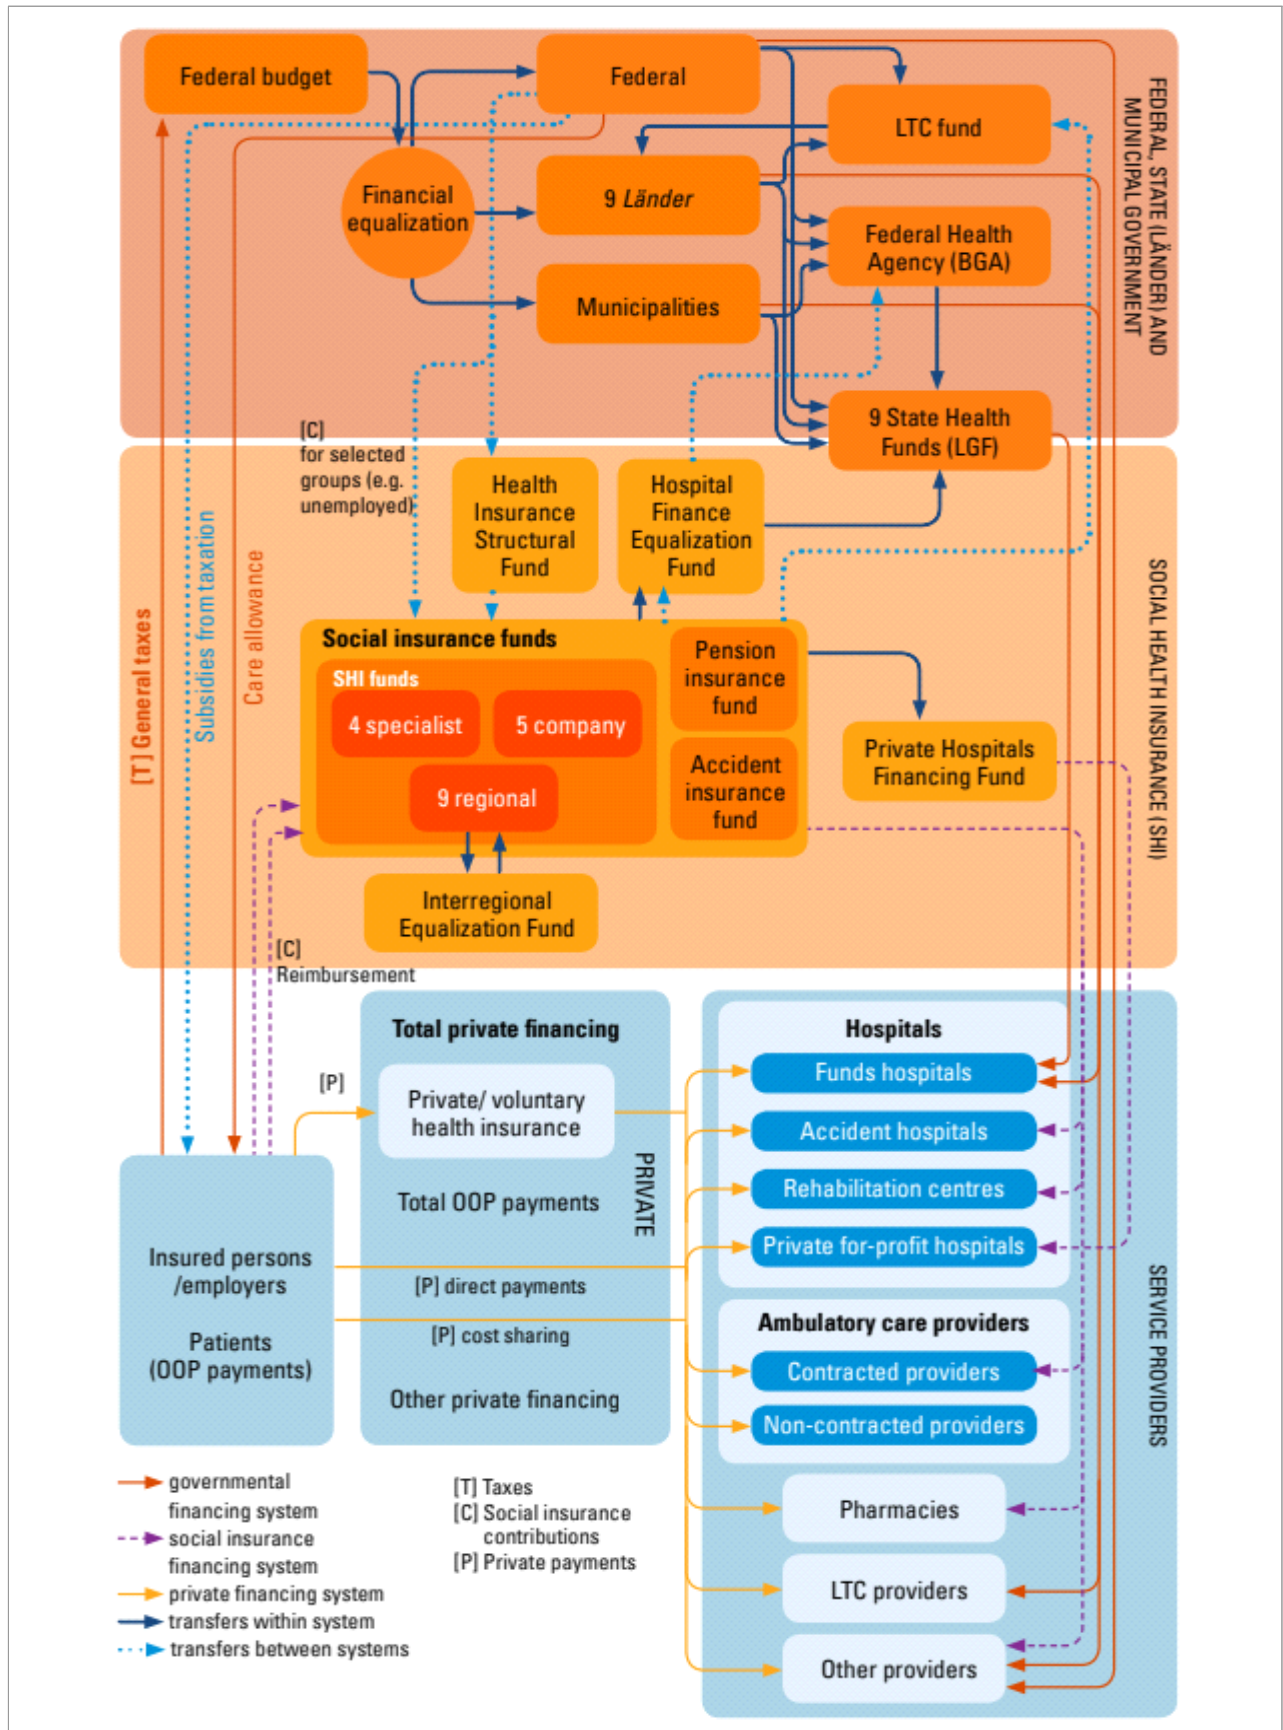 Federal budget
Federal
LTC fund
Financial
equalization
9 Länder
Federal Health
Agency (BGA)
Municipalities
9 State Health
Funds (LGF)
FEDERAL, STATE (LÄNDER) AND
MUNICIPAL GOVERNMENT
[C]
for selected
groups (e.g.
unemployed)
Health
Insurance
Structural
Fund
Hospital
Finance
Equalization
Fund
[T] General taxes
Subsidies from taxation
Care allowance
Social insurance funds
SHI funds
4 specialist
5 company
9 regional
Pension
insurance
fund
Accident
insurance
fund
Private Hospitals
Financing Fund
Interregional
Equalization Fund
SOCIAL HEALTH INSURANCE (SHI)
[C]
Reimbursement
Total private financing
[P]
Private/ voluntary
health insurance
Total OOP payments
PRIVATE
[P] direct payments
[P] cost sharing
Other private financing
Insured persons
/employers
Patients
(OOP payments)
Hospitals
Funds hospitals
Accident hospitals
Rehabilitation centres
Private for-profit hospitals
Ambulatory care providers
Contracted providers
Non-contracted providers
Pharmacies
LTC providers
Other providers
SERVICE PROVIDERS
governmental
financing system
social insurance
financing system
private financing system
transfers within system
transfers between systems
[T] Taxes
[C] Social insurance
contributions
[P] Private payments